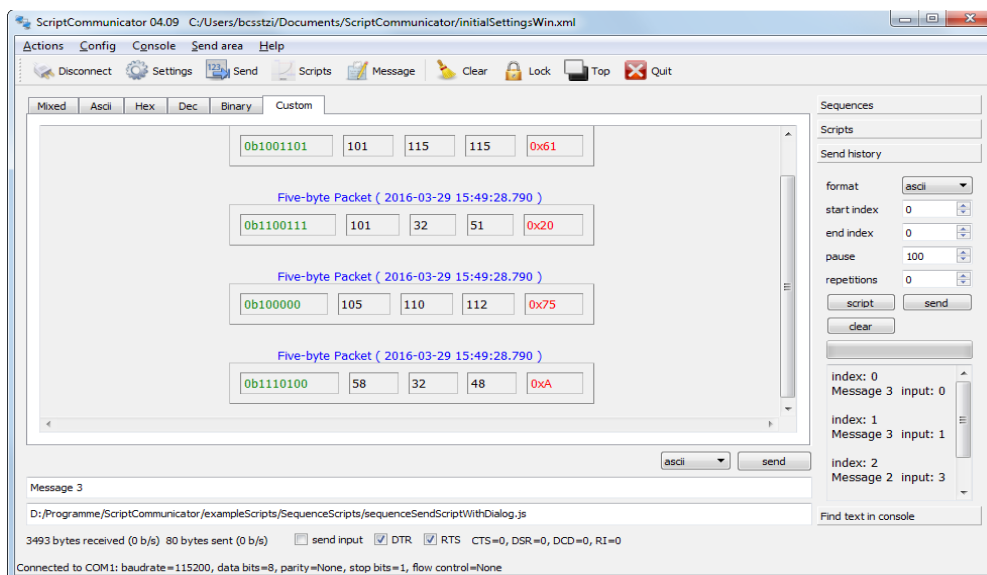 ScriptCommunicator 04.09 C:/Users/bcsstzi/Documents/ScriptCommunicator/initialSettingsWin.xml
Actions Config Console Send area Help
Disconnect Settings Send Scripts Message Clear Lock Top Quit
Mixed Ascii Hex Dec Binary Custom
0b1001101 101 115 115 0x61
Five-byte Packet ( 2016-03-29 15:49:28.790 )
0b1100111 101 32 51 0x20
Five-byte Packet ( 2016-03-29 15:49:28.790 )
0b100000 105 110 112 0x75
Five-byte Packet ( 2016-03-29 15:49:28.790 )
0b1110100 58 32 48 0xA
ascii send
Message 3
D:/Programme/ScriptCommunicator/exampleScripts/SequenceScripts/sequenceSendScriptWithDialog.js
3493 bytes received (0 b/s) 80 bytes sent (0 b/s) send input DTR RTS CTS=0, DSR=0, DCD=0, RI=0
Connected to COM1: baudrate=115200, data bits=8, parity=None, stop bits=1, flow control=None
Sequences
Scripts
Send history
format ascii
start index 0
end index 0
pause 100
repetitions 0
script send
clear
index: 0
Message 3 input: 0
index: 1
Message 3 input: 1
index: 2
Message 2 input: 3
Find text in console